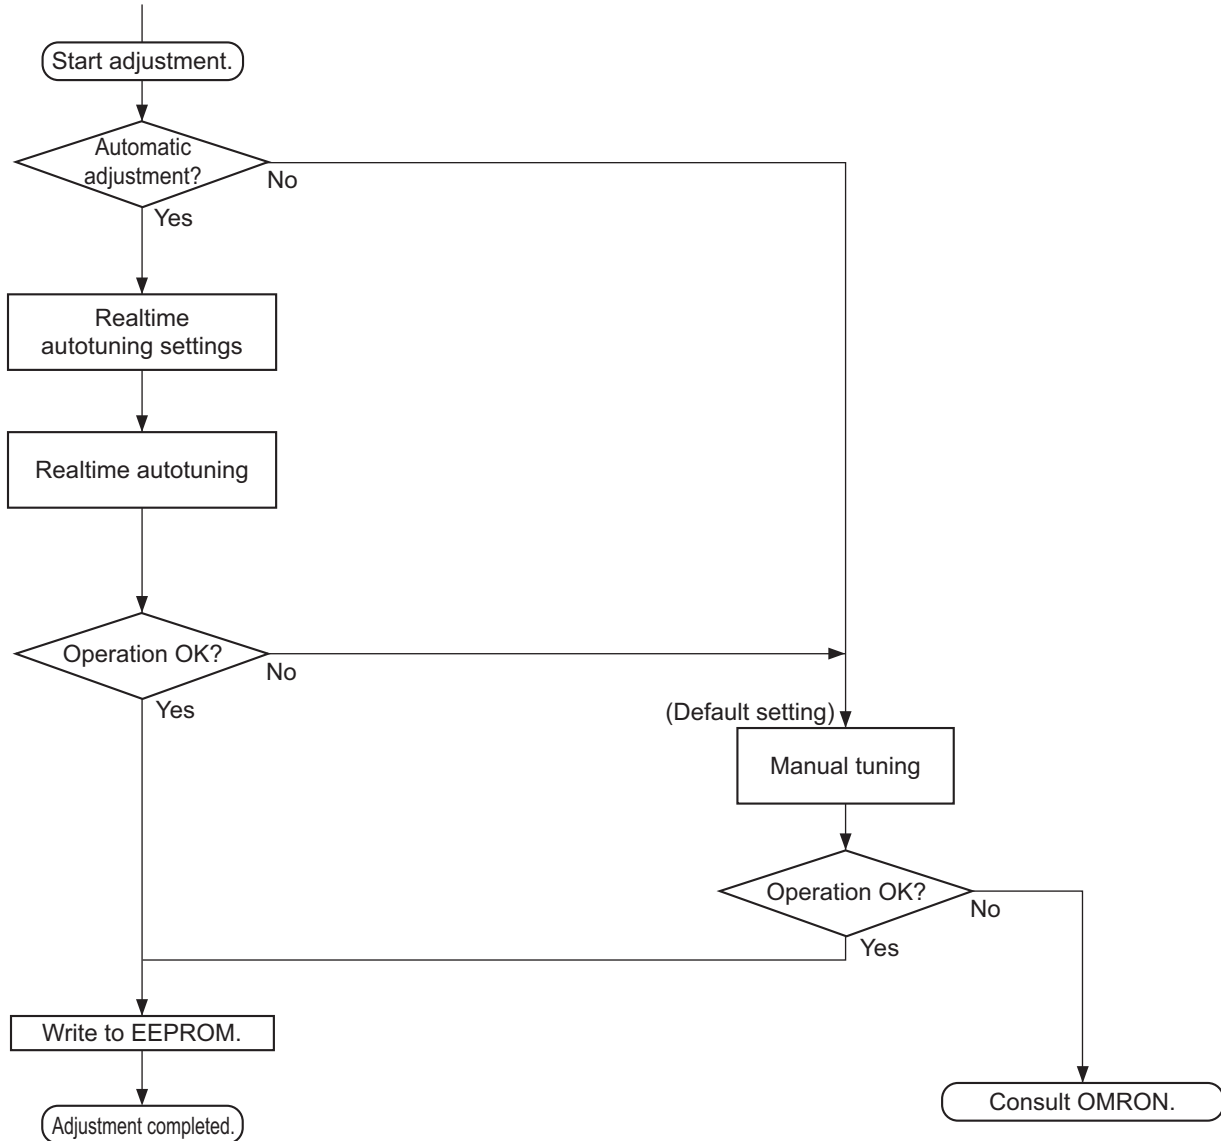 Start adjustment.
Automatic
adjustment?
No
Yes
Realtime
autotuning settings
Realtime autotuning
Operation OK?
No
Yes
(Default setting)
Manual tuning
Operation OK?
No
Yes
Write to EEPROM.
Consult OMRON.
Adjustment completed.